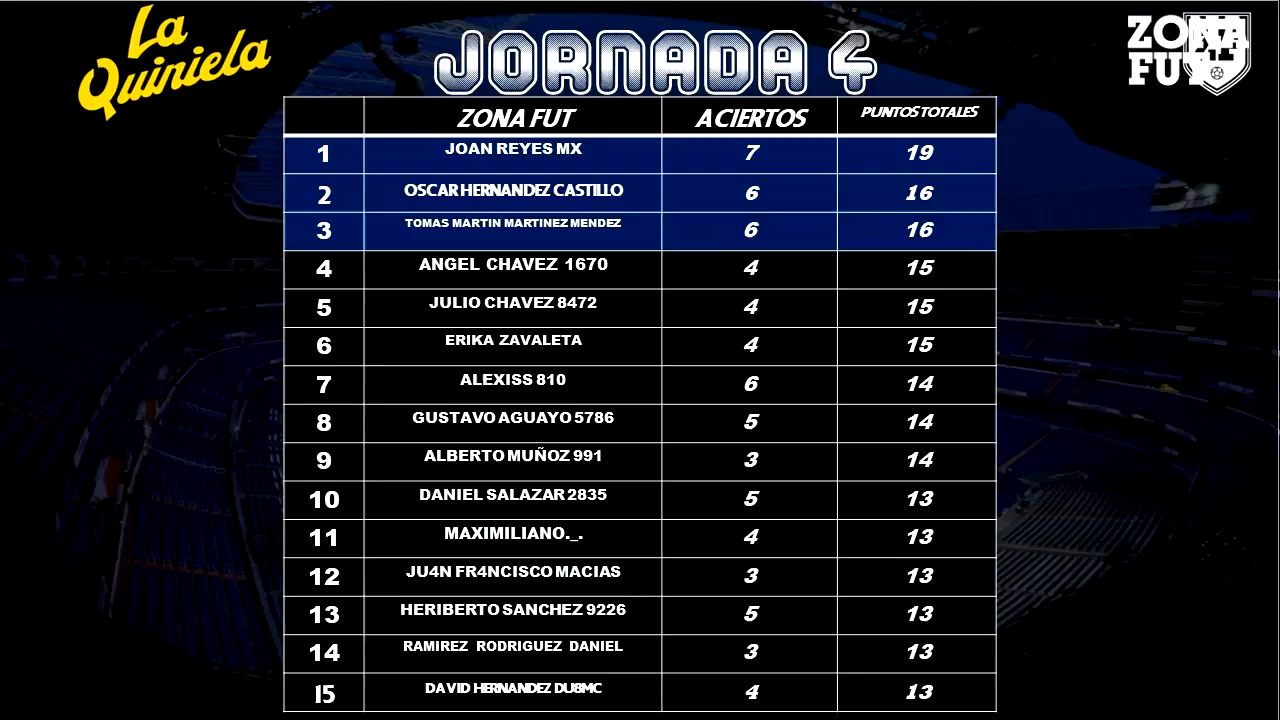 La
Quiniela
JORNADA 4
ZONA
FUT
ZONA FUT ACIERTOS PUNTOS TOTALES
1 JOAN REYES MX 7 19
2 OSCAR HERNANDEZ CASTILLO 6 16
3 TOMAS MARTIN MARTINEZ MENDEZ 6 16
4 ANGEL CHAVEZ 1670 4 15
5 JULIO CHAVEZ 8472 4 15
6 ERIKA ZAVALETA 4 15
7 ALEXISS 810 6 14
8 GUSTAVO AGUAYO 5786 5 14
9 ALBERTO MUÑOZ 991 3 14
10 DANIEL SALAZAR 2835 5 13
11 MAXIMILIANO._. 4 13
12 JU4N FR4NCISCO MACIAS 3 13
13 HERIBERTO SANCHEZ 9226 5 13
14 RAMIREZ RODRIGUEZ DANIEL 3 13
15 DAVID HERNANDEZ DU8MC 4 13